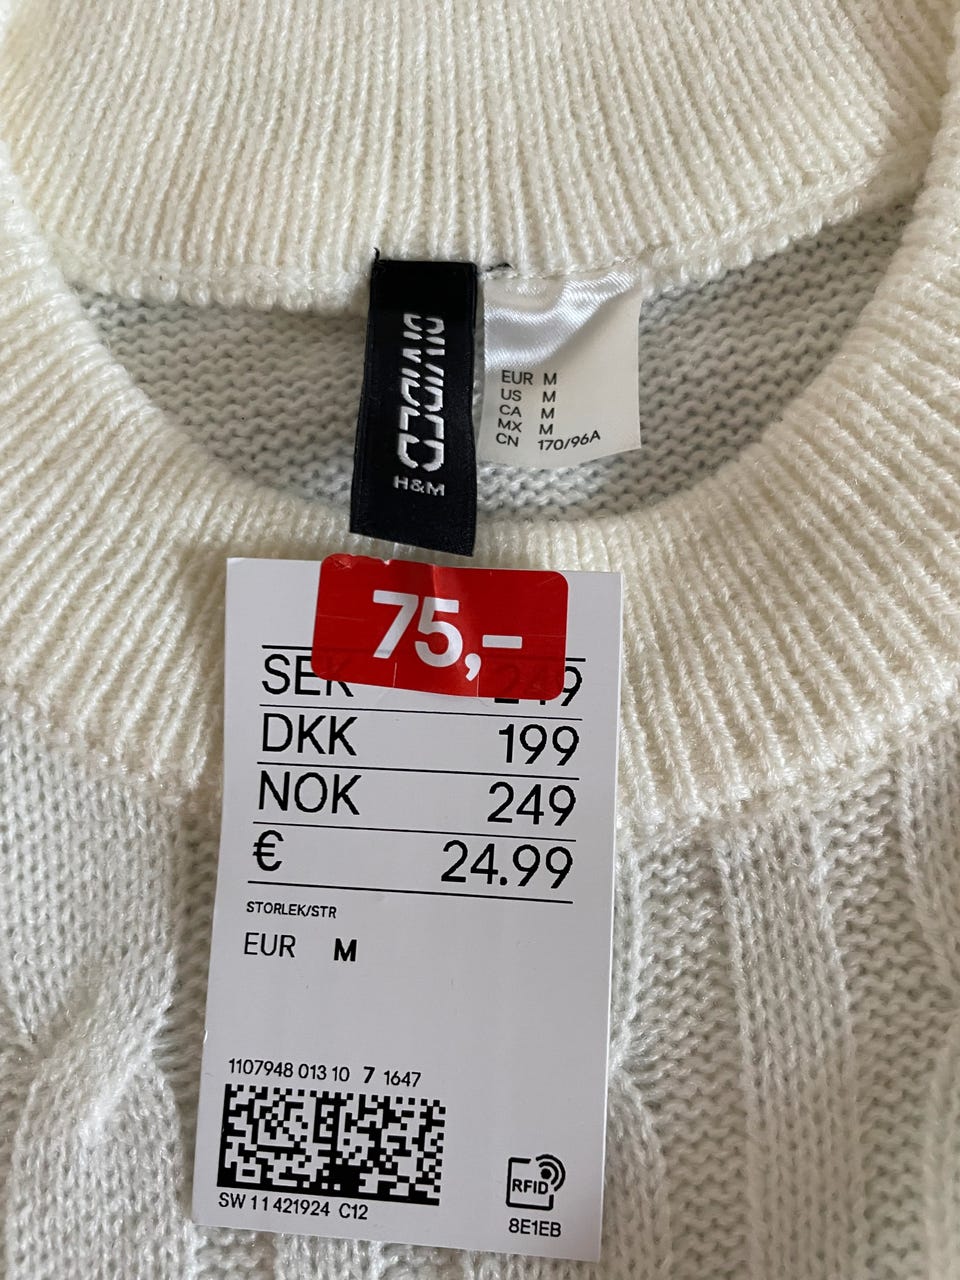 DIVIDED
H&M
EUR M
US M
CA M
MX M
CN 170/96A
75,-
SEK 249
DKK 199
NOK 249
€ 24.99
STORLEK/STR
EUR M
1107948 013 10 7 1647
SW 11 421924 C12
RFID
8E1EB